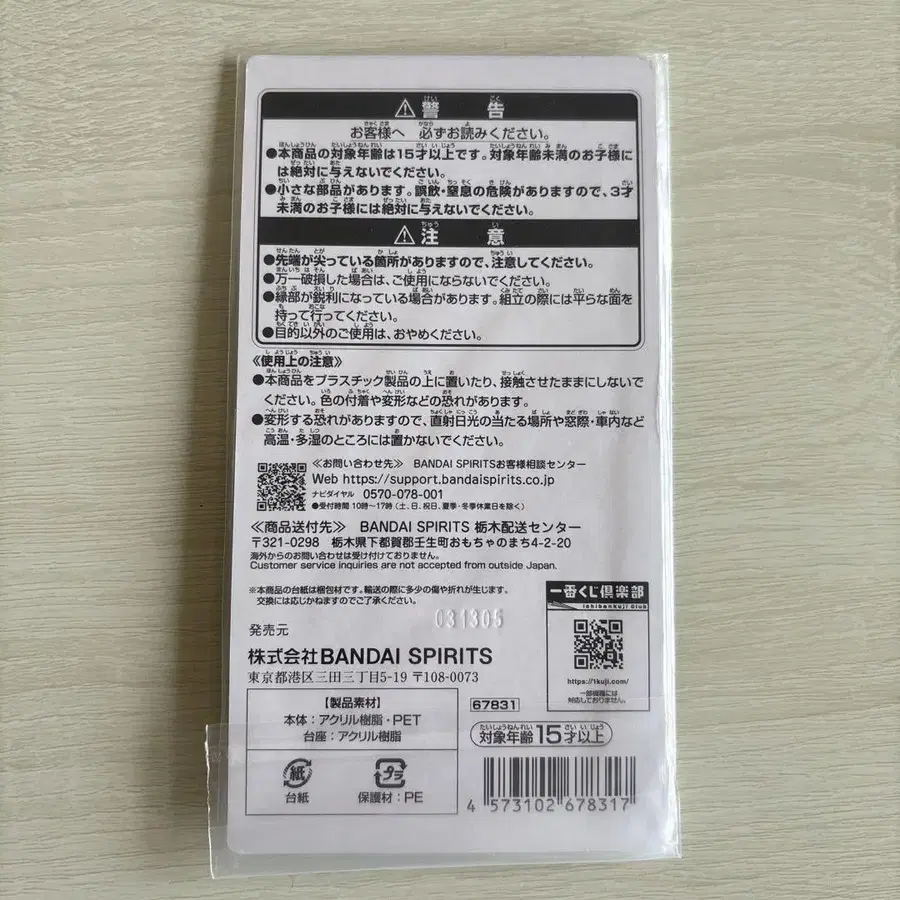 ⚠警告
お客様へ 必ずお読みください。
●本商品の対象年齢は15才以上です。対象年齢未満のお子様に
は絶対に与えないでください。
●小さな部品があります。誤飲・窒息の危険がありますので、3才
未満のお子様には絶対に与えないでください。
⚠注意
●先端が尖っている箇所がありますので、注意してください。
●万一破損した場合は、ご使用にならないでください。
●縁部が鋭利になっている場合があります。組立の際には平らな面を
持って行ってください。
●目的以外のご使用は、おやめください。
《使用上の注意》
●本商品をプラスチック製品の上に置いたり、接触させたままにしないで
ください。色の付着や変形などの恐れがあります。
●変形する恐れがありますので、直射日光の当たる場所や窓際・車内など
高温・多湿のところには置かないでください。
≪お問い合わせ先≫ BANDAI SPIRITSお客様相談センター
Web https://support.bandaispirits.co.jp
ナビダイヤル 0570-078-001
●受付時間 10時～17時(土、日、祝日、夏季・冬季休業日を除く)
≪商品送付先≫ BANDAI SPIRITS 栃木配送センター
〒321-0298 栃木県下都賀郡壬生町おもちゃのまち4-2-20
海外からのお問い合わせは受け付けておりません。
Customer service inquiries are not accepted from outside Japan.
※本商品の台紙は梱包材です。輸送の際に多少の傷や折れが生じます。
交換には応じかねますのでご了承ください。
031305
発売元
株式会社BANDAI SPIRITS
東京都港区三田三丁目5-19 〒108-0073
一番くじ倶楽部
ichibankuji Club
https://1kuji.com/
一部機種には
対応しておりません。
【製品素材】
本体：アクリル樹脂・PET
台座：アクリル樹脂
紙
台紙
プラ
保護材：PE
67831
対象年齢15才以上
4 573102 678317